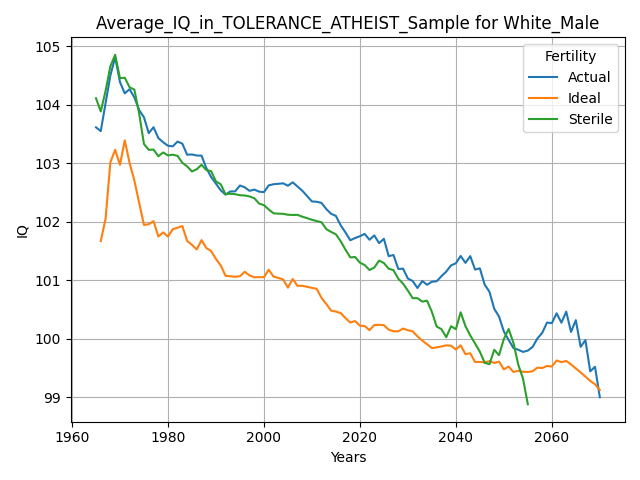 Average_IQ_in_TOLERANCE_ATHEIST_Sample for White_Male
Fertility
Actual
Ideal
Sterile
105
104
103
102
101
100
99
IQ
1960
1980
2000
2020
2040
2060
Years